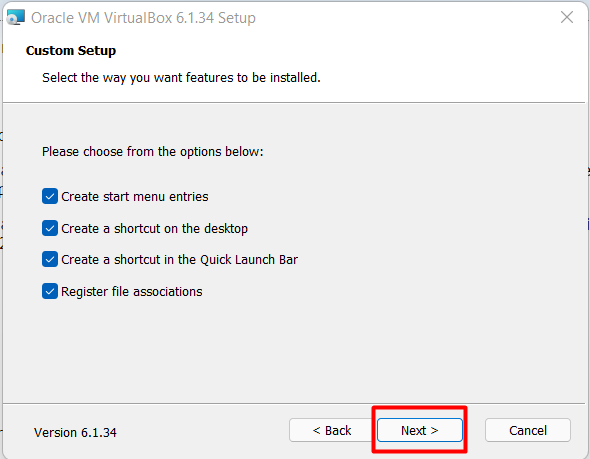 Oracle VM VirtualBox 6.1.34 Setup
Custom Setup
Select the way you want features to be installed.
Please choose from the options below:
Create start menu entries
Create a shortcut on the desktop
Create a shortcut in the Quick Launch Bar
Register file associations
Version 6.1.34
< Back
Next >
Cancel